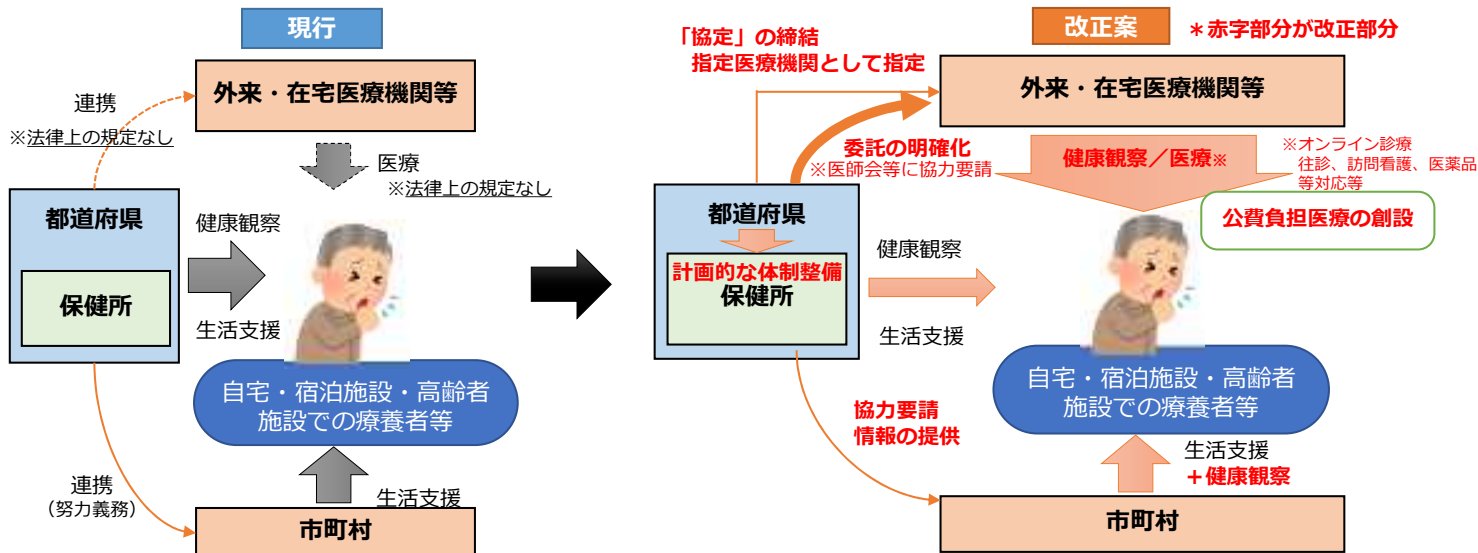 現行
外来・在宅医療機関等
連携
※法律上の規定なし
医療
※法律上の規定なし
都道府県
保健所
健康観察
生活支援
自宅・宿泊施設・高齢者
施設での療養者等
連携
（努力義務）
生活支援
市町村
改正案
＊赤字部分が改正部分
「協定」の締結
指定医療機関として指定
外来・在宅医療機関等
委託の明確化
※医師会等に協力要請
健康観察／医療※
※オンライン診療
往診、訪問看護、医薬品
等対応等
公費負担医療の創設
都道府県
計画的な体制整備
保健所
健康観察
生活支援
自宅・宿泊施設・高齢者
施設での療養者等
協力要請
情報の提供
生活支援
＋健康観察
市町村